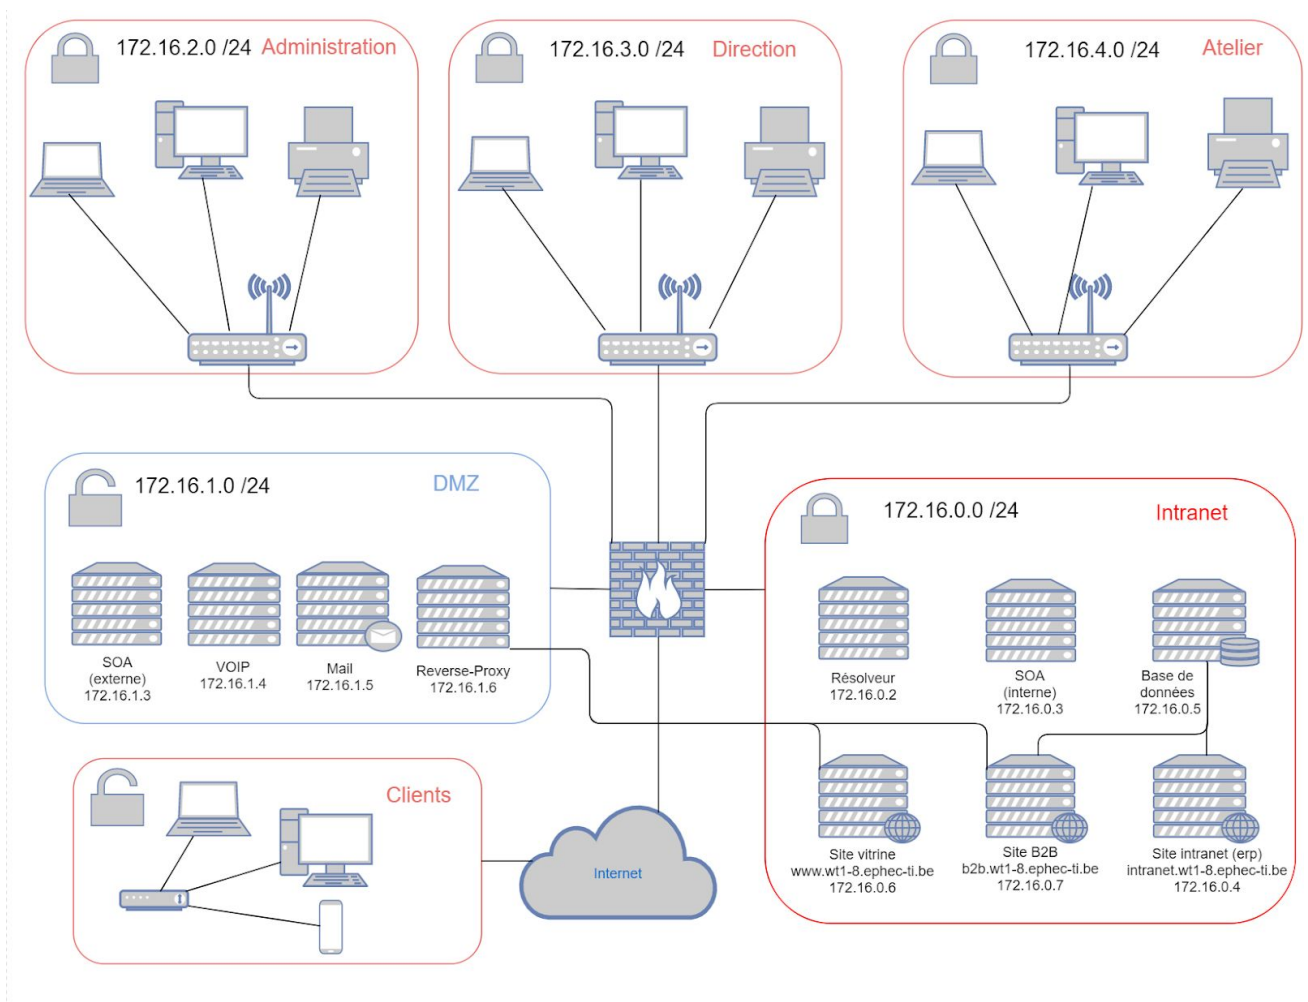 172.16.2.0 /24 Administration
172.16.3.0 /24 Direction
172.16.4.0 /24 Atelier
172.16.1.0 /24 DMZ
SOA
(externe)
172.16.1.3
VOIP
172.16.1.4
Mail
172.16.1.5
Reverse-Proxy
172.16.1.6
172.16.0.0 /24 Intranet
Résolveur
172.16.0.2
SOA
(interne)
172.16.0.3
Base de
données
172.16.0.5
Site vitrine
www.wt1-8.ephec-ti.be
172.16.0.6
Site B2B
b2b.wt1-8.ephec-ti.be
172.16.0.7
Site intranet (erp)
intranet.wt1-8.ephec-ti.be
172.16.0.4
Clients
Internet